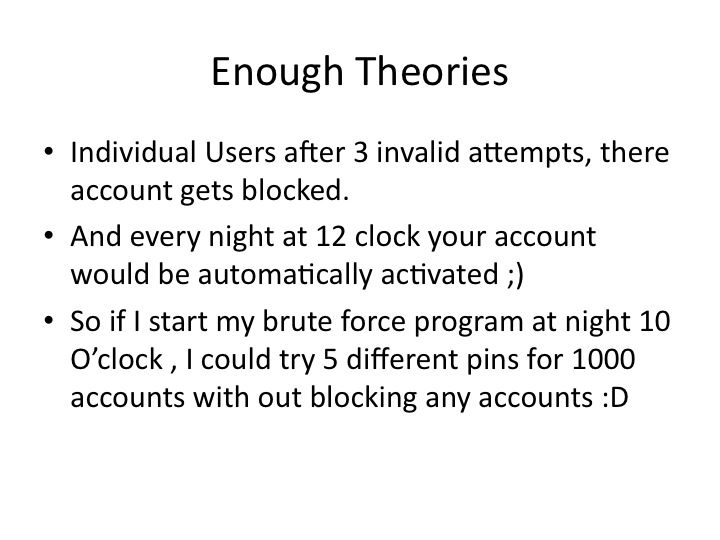 Enough Theories
• Individual Users after 3 invalid attempts, there
account gets blocked.
• And every night at 12 clock your account
would be automatically activated ;)
• So if I start my brute force program at night 10
O’clock , I could try 5 different pins for 1000
accounts with out blocking any accounts :D